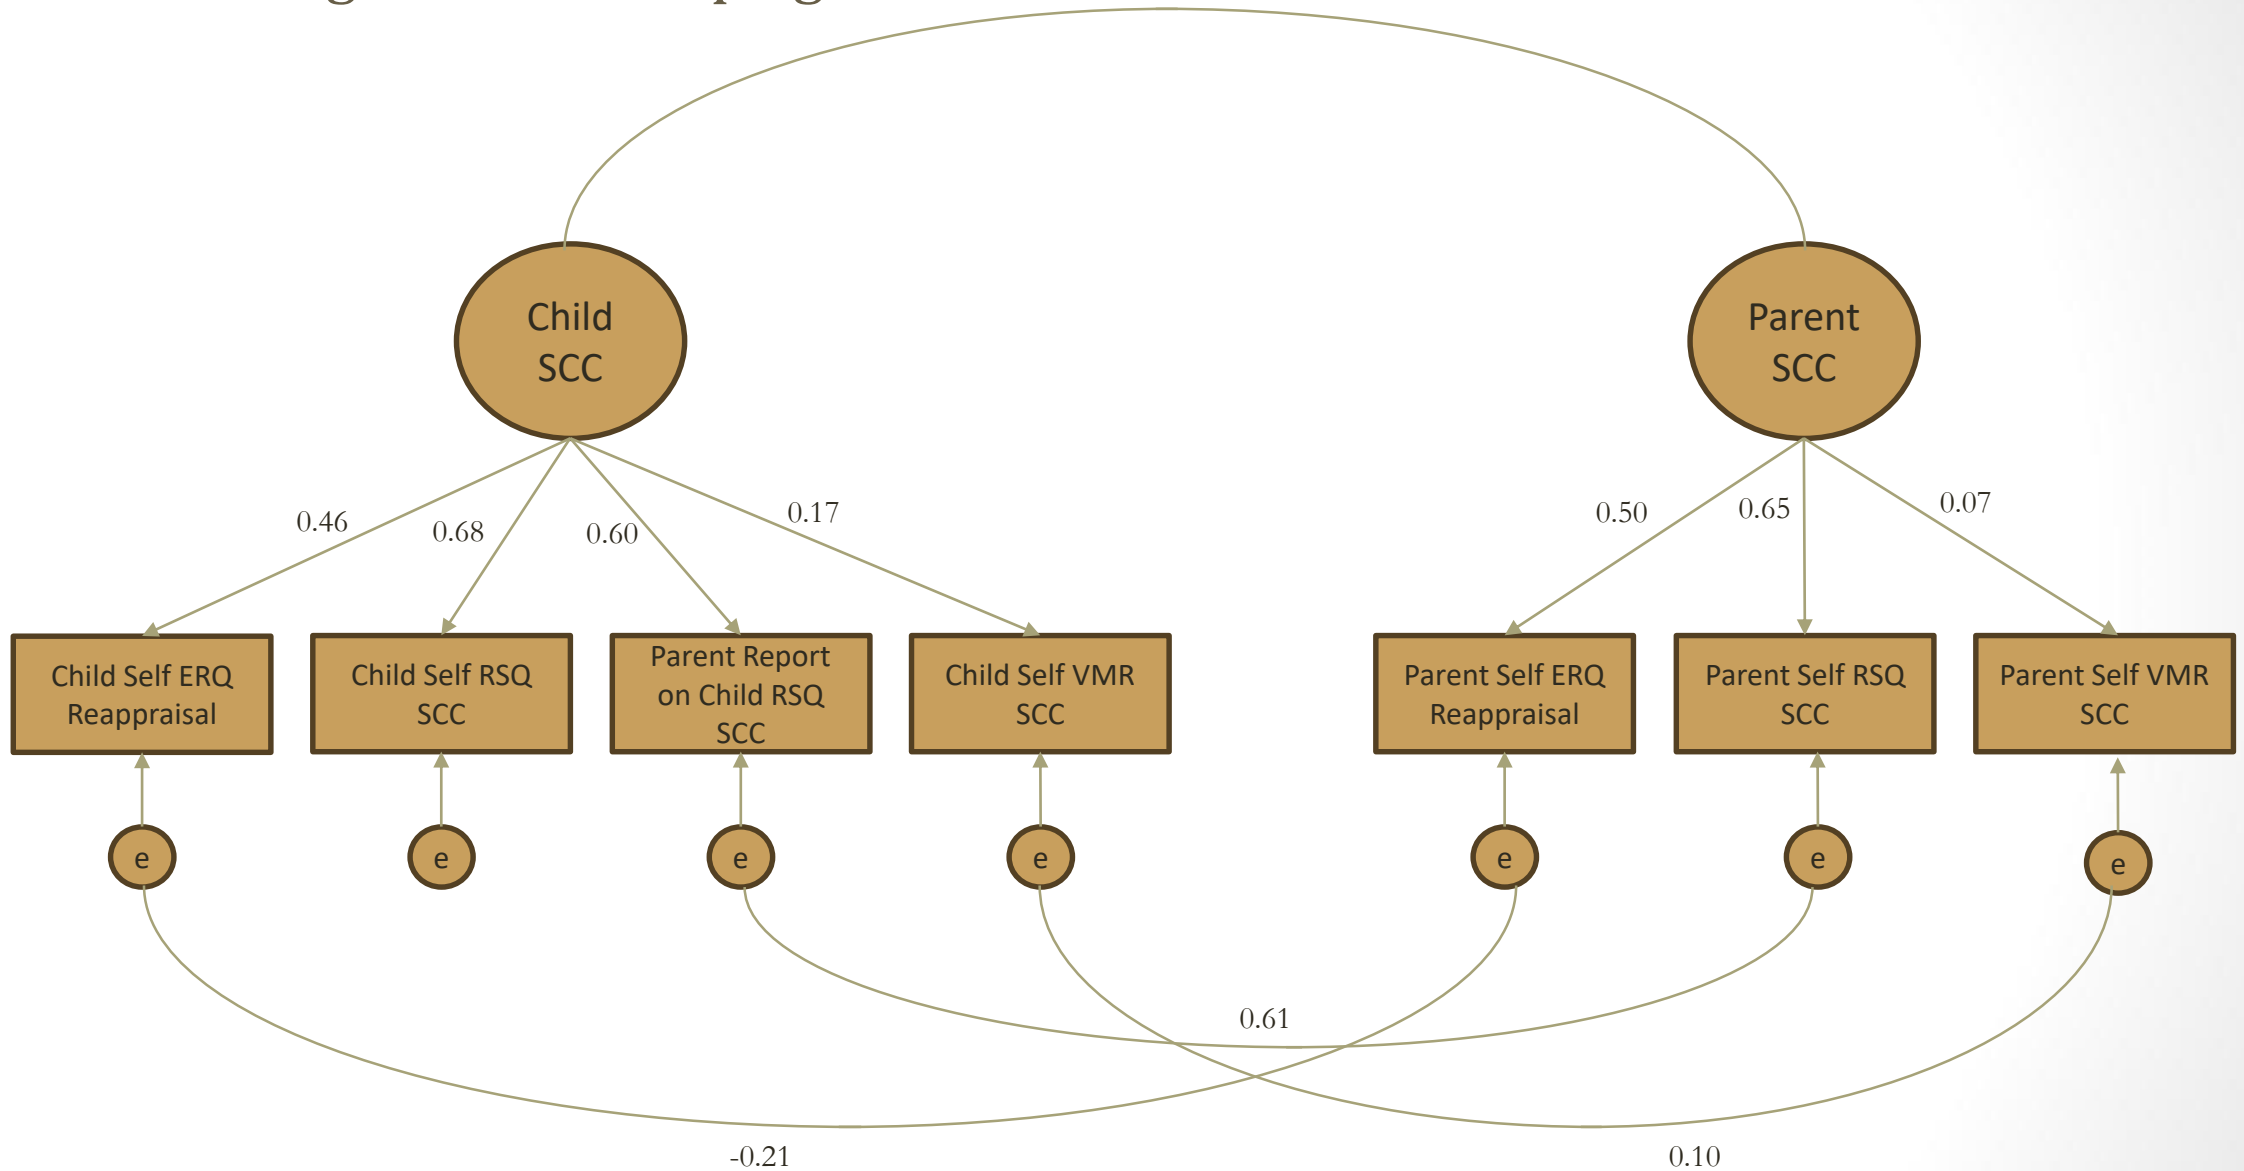 Child
SCC
Parent
SCC
0.46
0.68
0.60
0.17
0.50
0.65
0.07
Child Self ERQ
Reappraisal
Child Self RSQ
SCC
Parent Report
on Child RSQ
SCC
Child Self VMR
SCC
Parent Self ERQ
Reappraisal
Parent Self RSQ
SCC
Parent Self VMR
SCC
e
e
e
e
e
e
e
0.61
-0.21
0.10